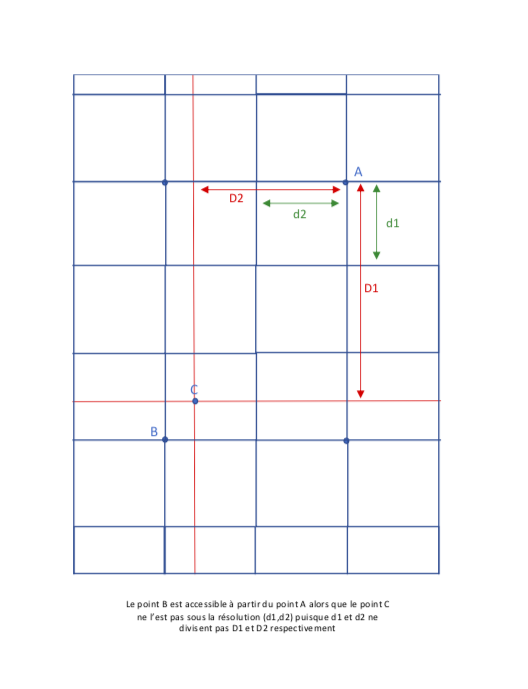 A
D2
d2
d1
D1
C
B
Le point B est accessible à partir du point A alors que le point C
ne l'est pas sous la résolution (d1,d2) puisque d1 et d2 ne
divisent pas D1 et D2 respectivement